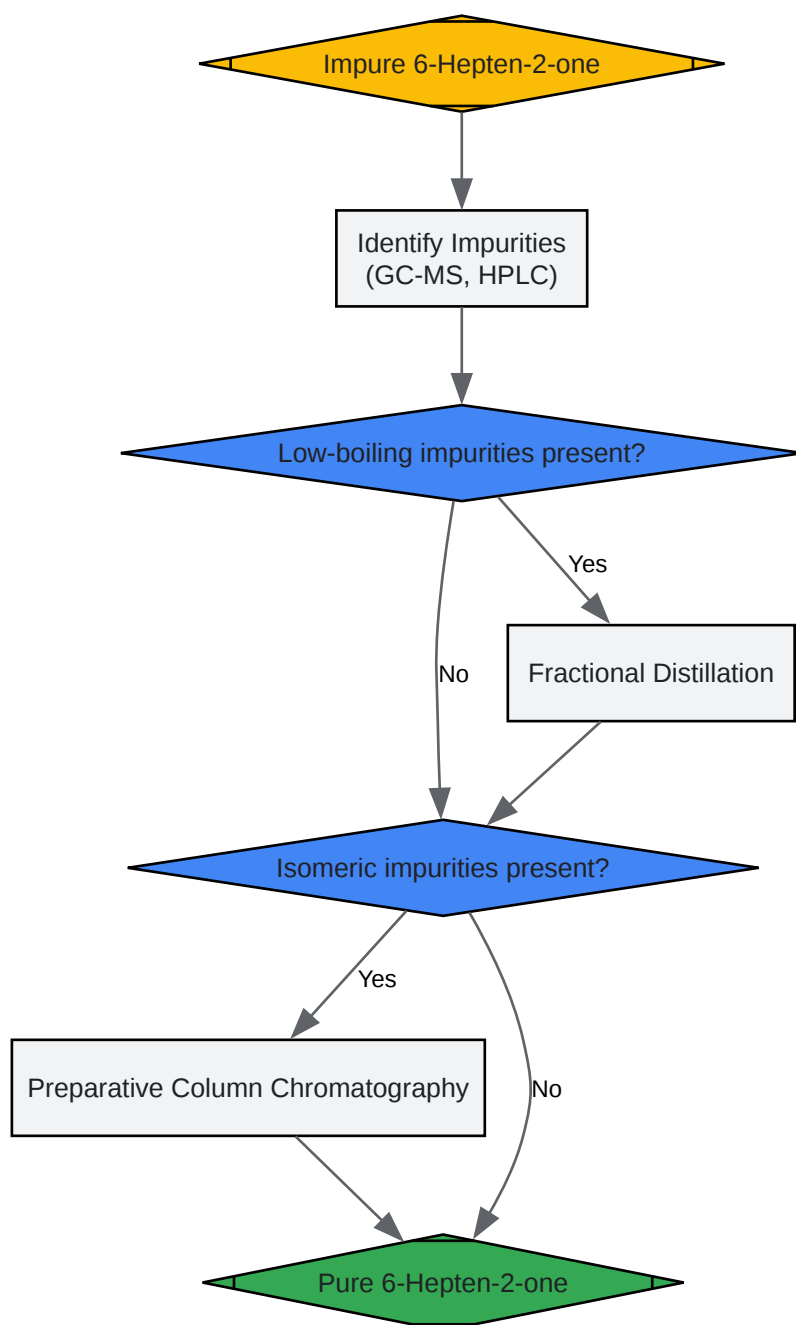 Impure 6-Hepten-2-one
Identify Impurities
(GC-MS, HPLC)
Low-boiling impurities present?
Yes
No
Fractional Distillation
Isomeric impurities present?
Yes
No
Preparative Column Chromatography
Pure 6-Hepten-2-one